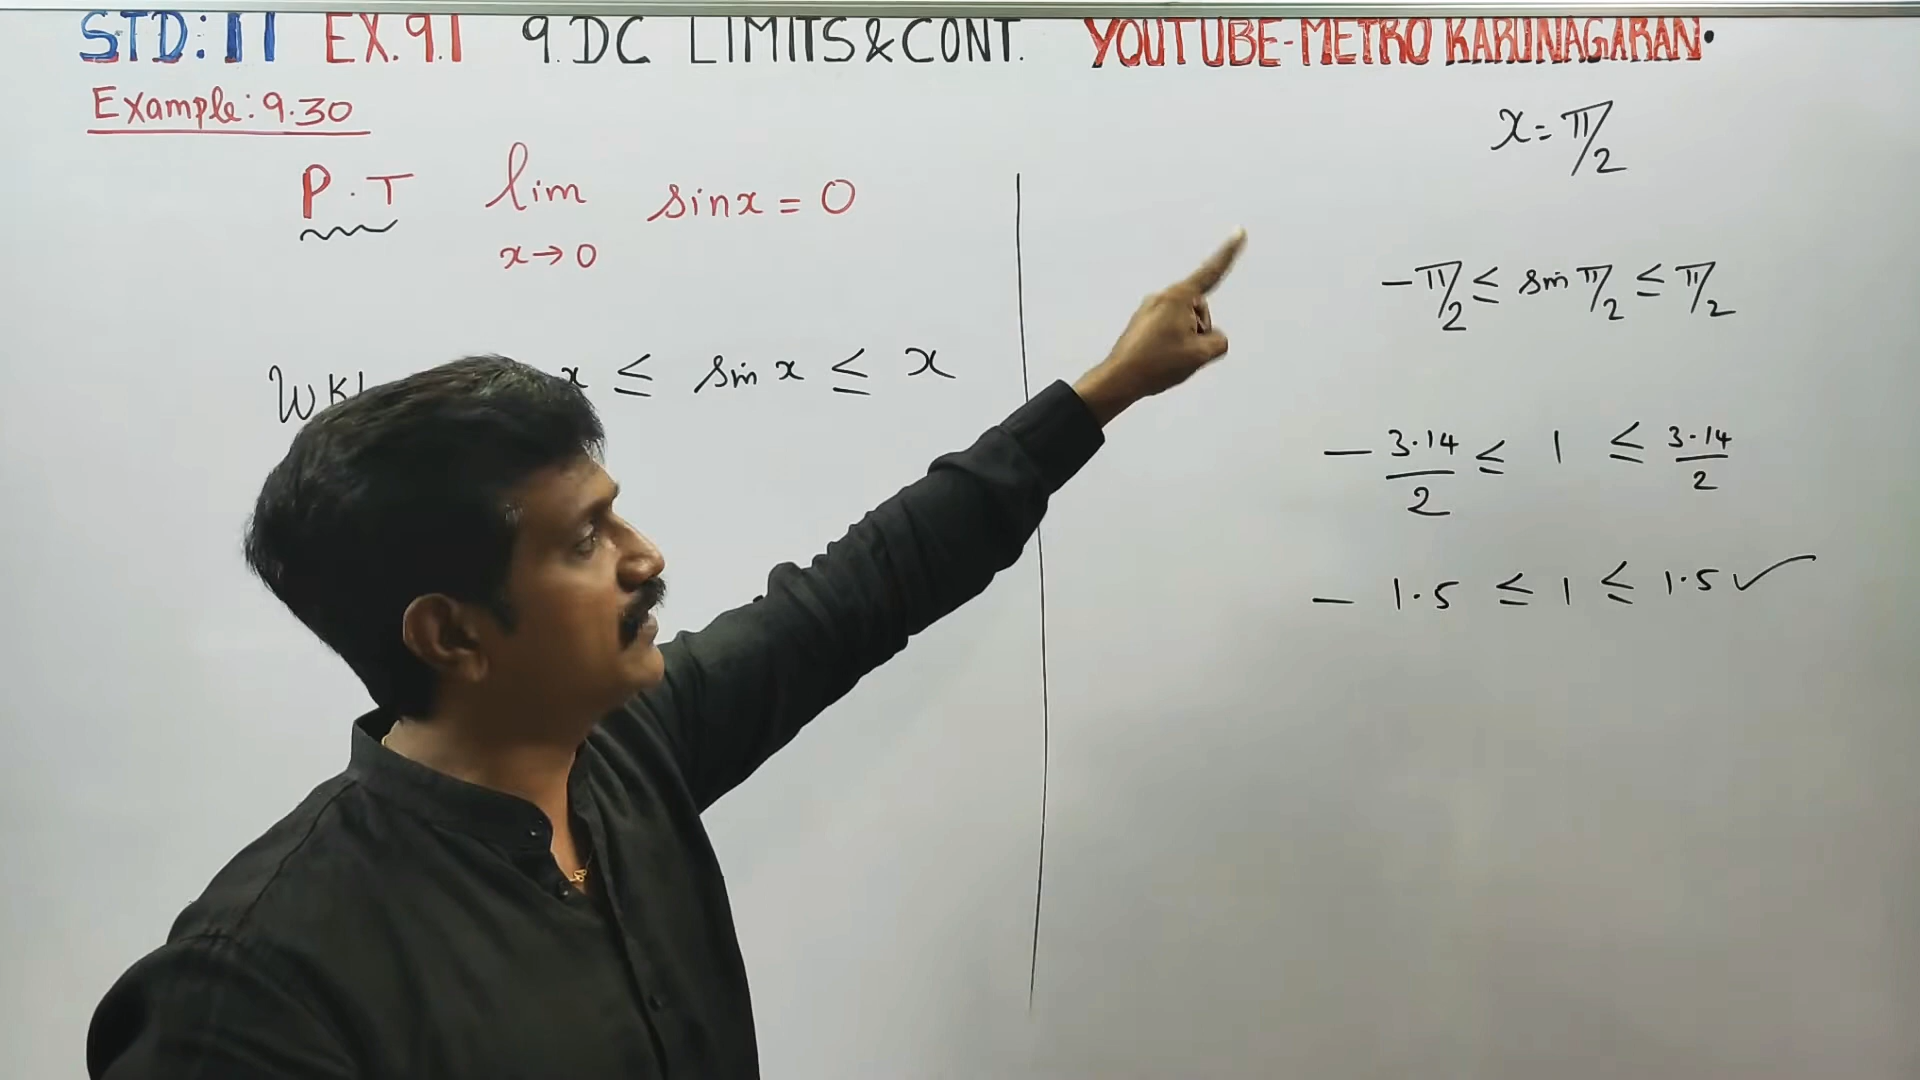 STD: 11 EX.9.1 9.DC LIMITS & CONT. YOUTUBE-METRO KARUNAGARAN.
Example: 9.30
P.T lim sinx = 0
x→0
x ≤ sin x ≤ x
x = π/2
-π/2 ≤ sin π/2 ≤ π/2
- 3.14/2 ≤ 1 ≤ 3.14/2
- 1.5 ≤ 1 ≤ 1.5 ✓